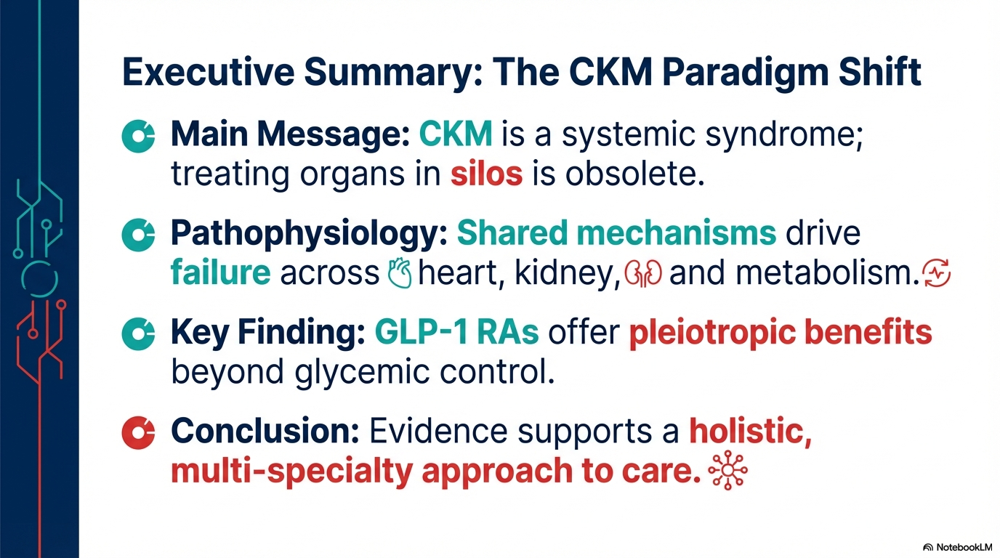 Executive Summary: The CKM Paradigm Shift
Main Message: CKM is a systemic syndrome;
treating organs in silos is obsolete.
Pathophysiology: Shared mechanisms drive
failure across heart, kidney, and metabolism.
Key Finding: GLP-1 RAs offer pleiotropic benefits
beyond glycemic control.
Conclusion: Evidence supports a holistic,
multi-specialty approach to care.
NotebookLM